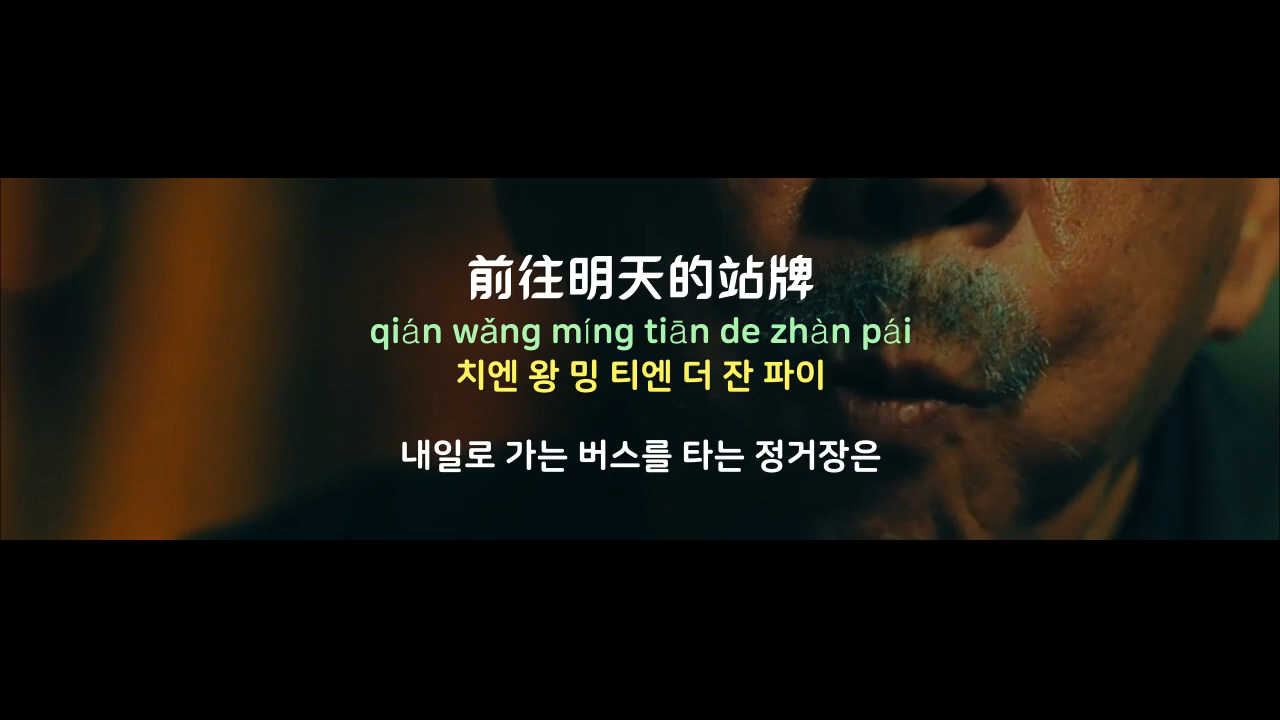 前往明天的站牌
qián wǎng míng tiān de zhàn pái
치엔 왕 밍 티엔 더 잔 파이
내일로 가는 버스를 타는 정거장은